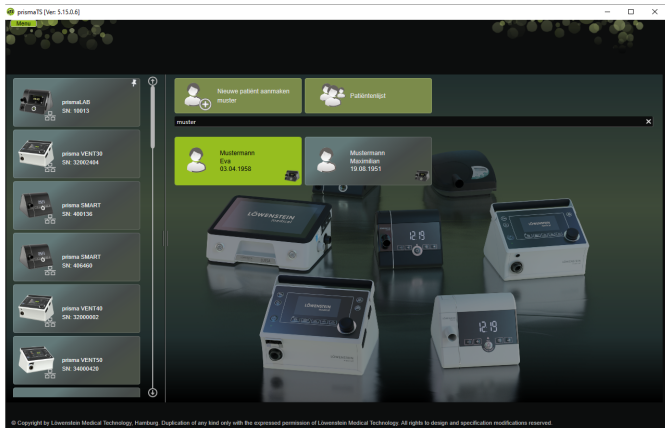 prismaTS [Ver: 5.15.0.6]
Menu
prismaLAB
SN: 10013
prisma VENT30
SN: 32002404
prisma SMART
SN: 400136
prisma SMART
SN: 406460
prisma VENT40
SN: 32000002
prisma VENT50
SN: 34000420
Nieuwe patiënt aanmaken
muster
Patiëntenlijst
muster
Mustermann
Eva
03.04.1958
Mustermann
Maximilian
19.08.1951
LÖWENSTEIN
medical
12:19
LÖWENSTEIN
12:19
© Copyright by Löwenstein Medical Technology, Hamburg. Duplication of any kind only with the expressed permission of Löwenstein Medical Technology. All rights to design and specification modifications reserved.